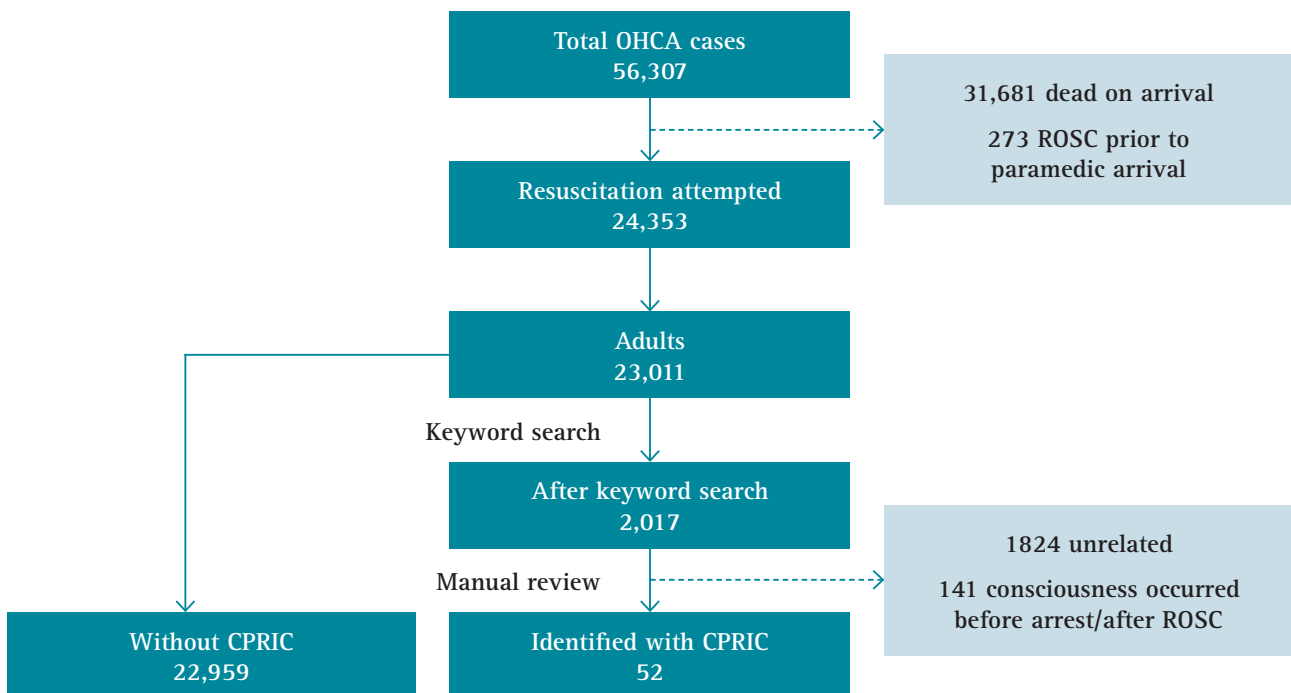 Total OHCA cases
56,307
31,681 dead on arrival
273 ROSC prior to
paramedic arrival
Resuscitation attempted
24,353
Adults
23,011
Keyword search
After keyword search
2,017
Manual review
1824 unrelated
141 consciousness occurred
before arrest/after ROSC
Without CPRIC
22,959
Identified with CPRIC
52